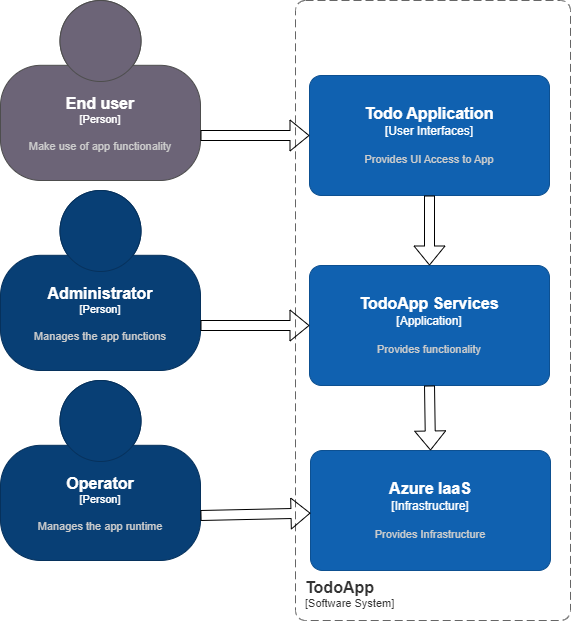 End user
[Person]
Make use of app functionality
Todo Application
[User Interfaces]
Provides UI Access to App
Administrator
[Person]
Manages the app functions
TodoApp Services
[Application]
Provides functionality
Operator
[Person]
Manages the app runtime
Azure IaaS
[Infrastructure]
Provides Infrastructure
TodoApp
[Software System]